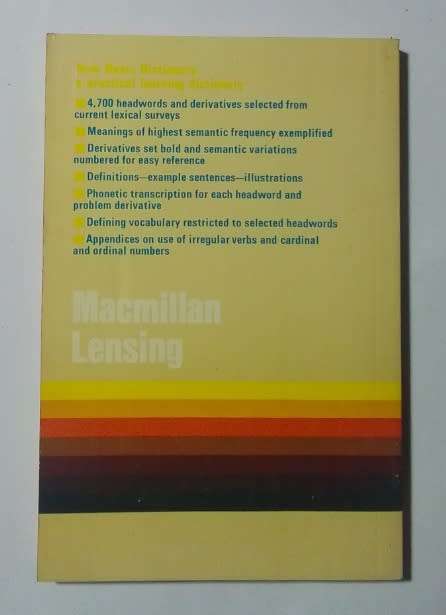 New Basic Dictionary
a practical learning dictionary
4,700 headwords and derivatives selected from
current lexical surveys
Meanings of highest semantic frequency exemplified
Derivatives set bold and semantic variations
numbered for easy reference
Definitions—example sentences—illustrations
Phonetic transcription for each headword and
problem derivative
Defining vocabulary restricted to selected headwords
Appendices on use of irregular verbs and cardinal
and ordinal numbers
Macmillan
Lensing